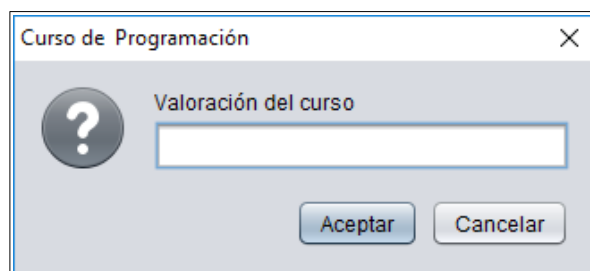 Curso de Programación
?
Valoración del curso
Aceptar
Cancelar